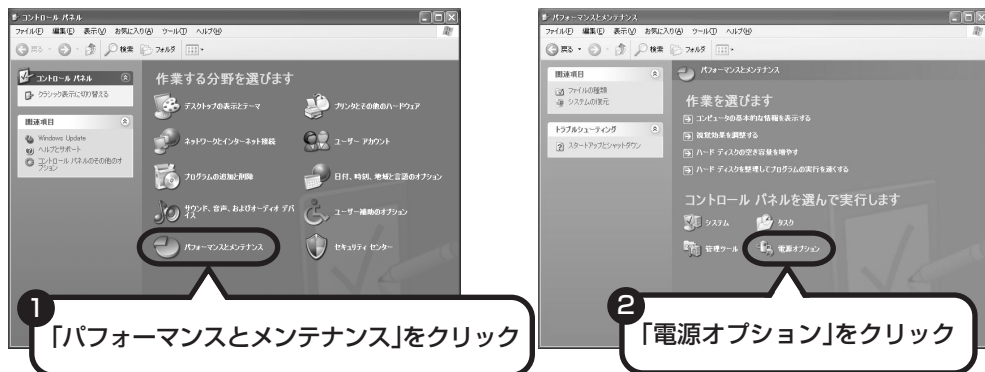 コントロール パネル
ファイル(F) 編集(E) 表示(V) お気に入り(A) ツール(T) ヘルプ(H)
戻る 検索 フォルダ
コントロール パネル
クラシック表示に切り替える
関連項目
Windows Update
ヘルプとサポート
コントロール パネルのその他のオプション
作業する分野を選びます
デスクトップの表示とテーマ
プリンタとその他のハードウェア
ネットワークとインターネット接続
ユーザー アカウント
プログラムの追加と削除
日付、時刻、地域と言語のオプション
サウンド、音声、およびオーディオ デバ
イス
ユーザー補助のオプション
パフォーマンスとメンテナンス
セキュリティ センター
1
「パフォーマンスとメンテナンス」をクリック
パフォーマンスとメンテナンス
ファイル(F) 編集(E) 表示(V) お気に入り(A) ツール(T) ヘルプ(H)
戻る 検索 フォルダ
関連項目
ファイルの種類
システムの復元
トラブルシューティング
スタートアップとシャットダウン
パフォーマンスとメンテナンス
作業を選びます
コンピュータの基本的な情報を表示する
視覚効果を調整する
ハード ディスクの空き容量を増やす
ハード ディスクを整理してプログラムの実行を速くする
コントロール パネルを選んで実行します
システム
タスク
管理ツール
電源オプション
2
「電源オプション」をクリック